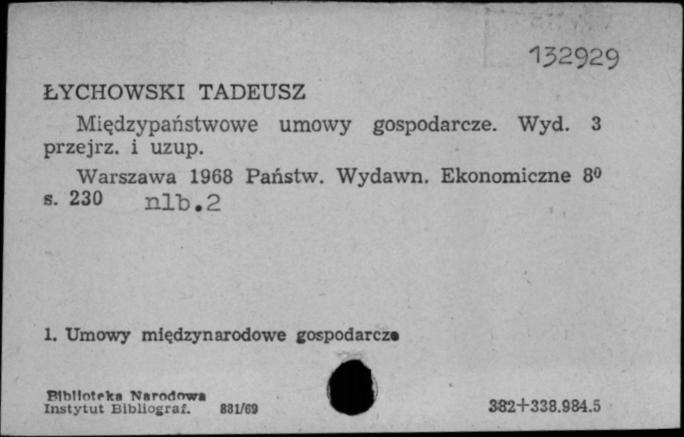 132929
ŁYCHOWSKI TADEUSZ
Międzypaństwowe umowy gospodarcze. Wyd. 3
przejrz. i uzup.
Warszawa 1968 Państw. Wydawn. Ekonomiczne 8⁰
s. 230 nlb.2
1. Umowy międzynarodowe gospodarcze
Biblioteka Narodowa
Instytut Bibliograf. 881/69
382+338.984.5